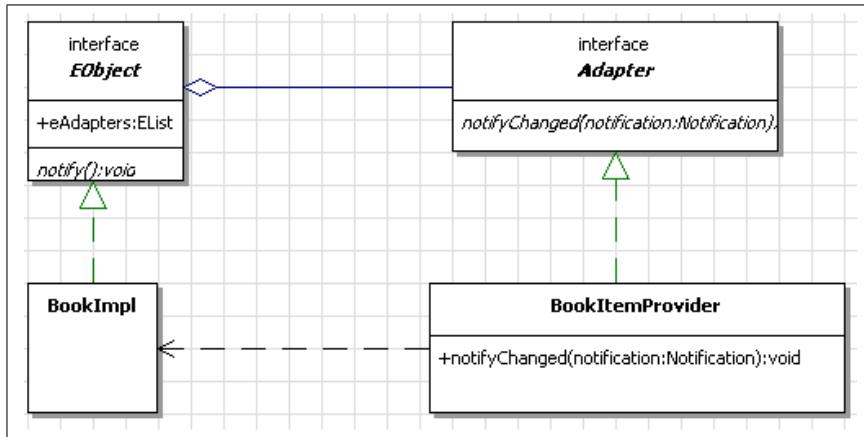 interface
EObject
+eAdapters:EList
notify():void
interface
Adapter
notifyChanged(notification:Notification):
BookImpl
BookItemProvider
+notifyChanged(notification:Notification):void